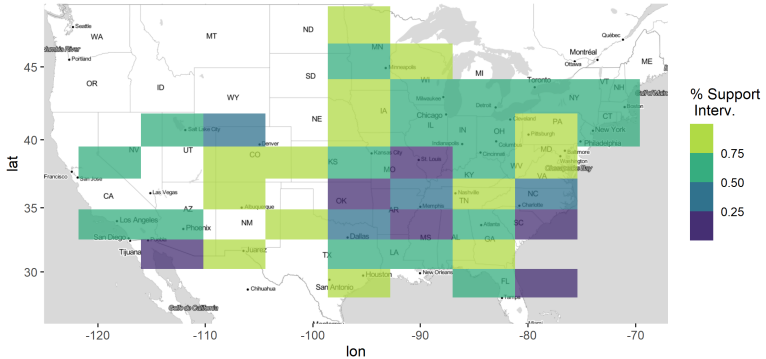 Seattle
WA
Portland
OR
ID
MT
ND
SD
WY
NE
MN
Minneapolis
WI
MI
IA
Milwaukee
Chicago
IL
IN
OH
Detroit
Cleveland
Toronto
Ottawa
Montréal
Québec
ME
VT
NH
NY
Boston
CT
New York
PA
Pittsburgh
Philadelphia
MD
Baltimore
Washington
WV
VA
Columbus
Indianapolis
Cincinnati
KY
St. Louis
MO
Kansas City
KS
Denver
CO
Salt Lake City
UT
NV
Francisco
San Jose
CA
Las Vegas
Los Angeles
San Diego
Tijuana
AZ
Phoenix
Albuquerque
NM
Juarez
Chihuahua
OK
AR
Memphis
Nashville
TN
NC
Charlotte
SC
Atlanta
GA
AL
MS
LA
Dallas
TX
Houston
San Antonio
New Orleans
FL
Tampa
Miami
Golfo de California
45
40
35
30
lat
-120
-110
-100
-90
-80
-70
lon
% Support
Interv.
0.75
0.50
0.25